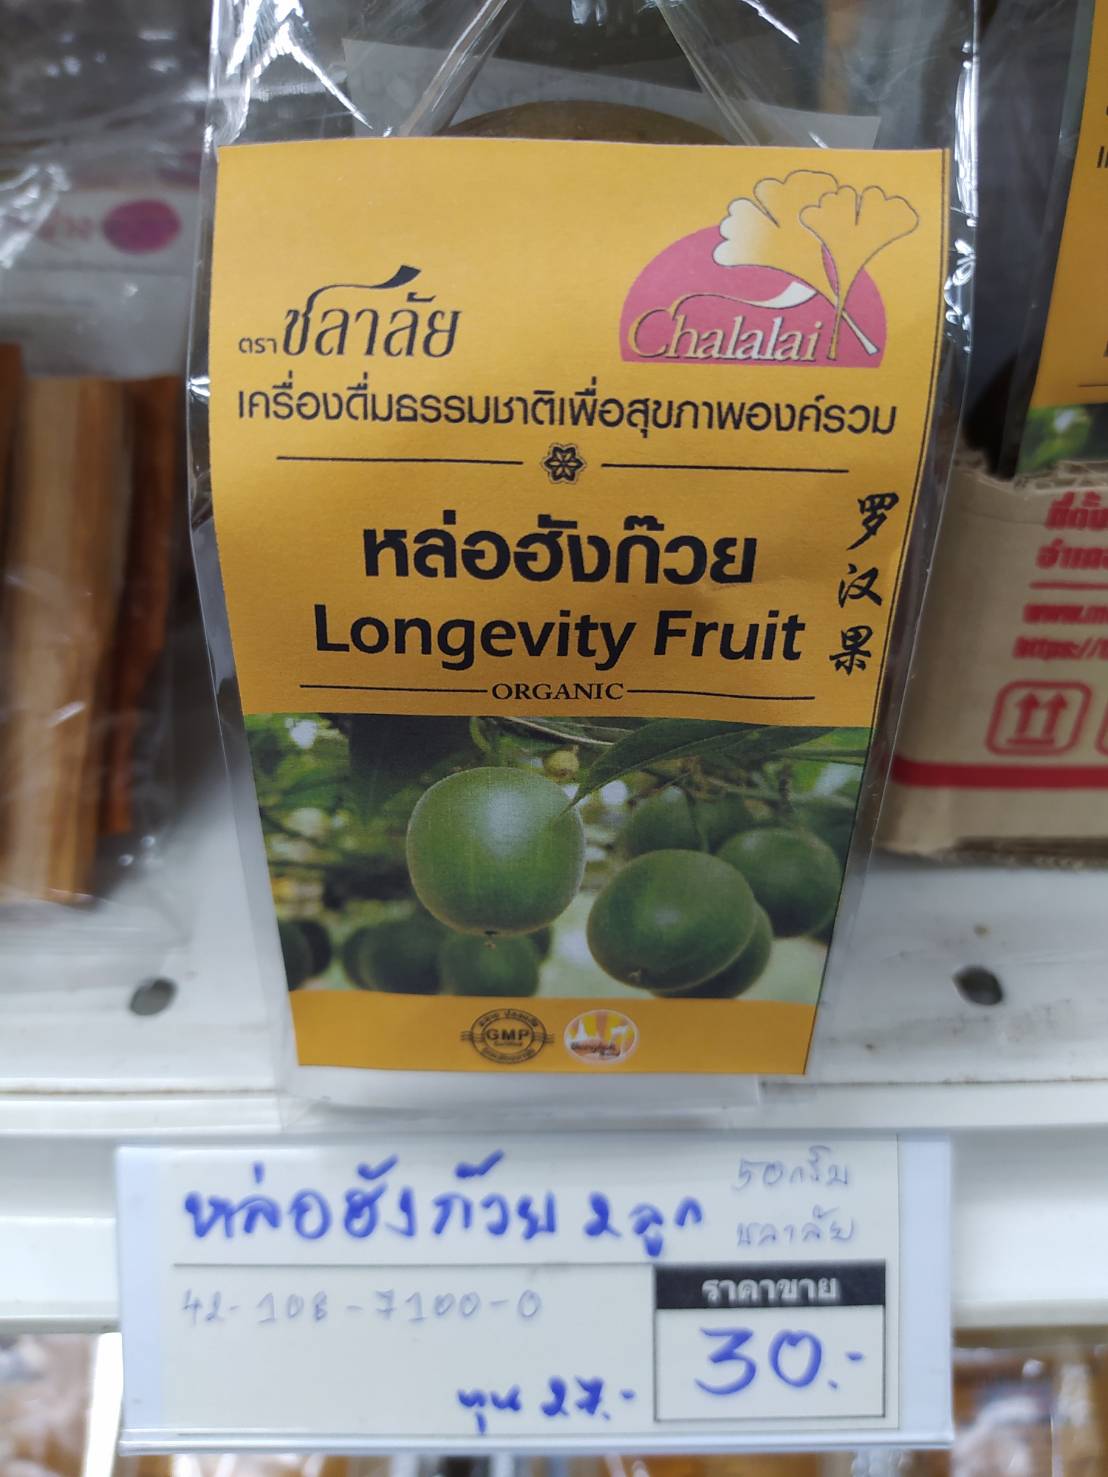 ตราชลาลัย
Chalalai
เครื่องดื่มธรรมชาติเพื่อสุขภาพองค์รวม
หล่อฮังก๊วย
Longevity Fruit
罗汉果
ORGANIC
GMP
หล่อฮังก๊วย 2 ลูก
50 กรัม
ชลาลัย
42-108-7100-0
ราคาขาย
30.-
ทุน 27.-
https://